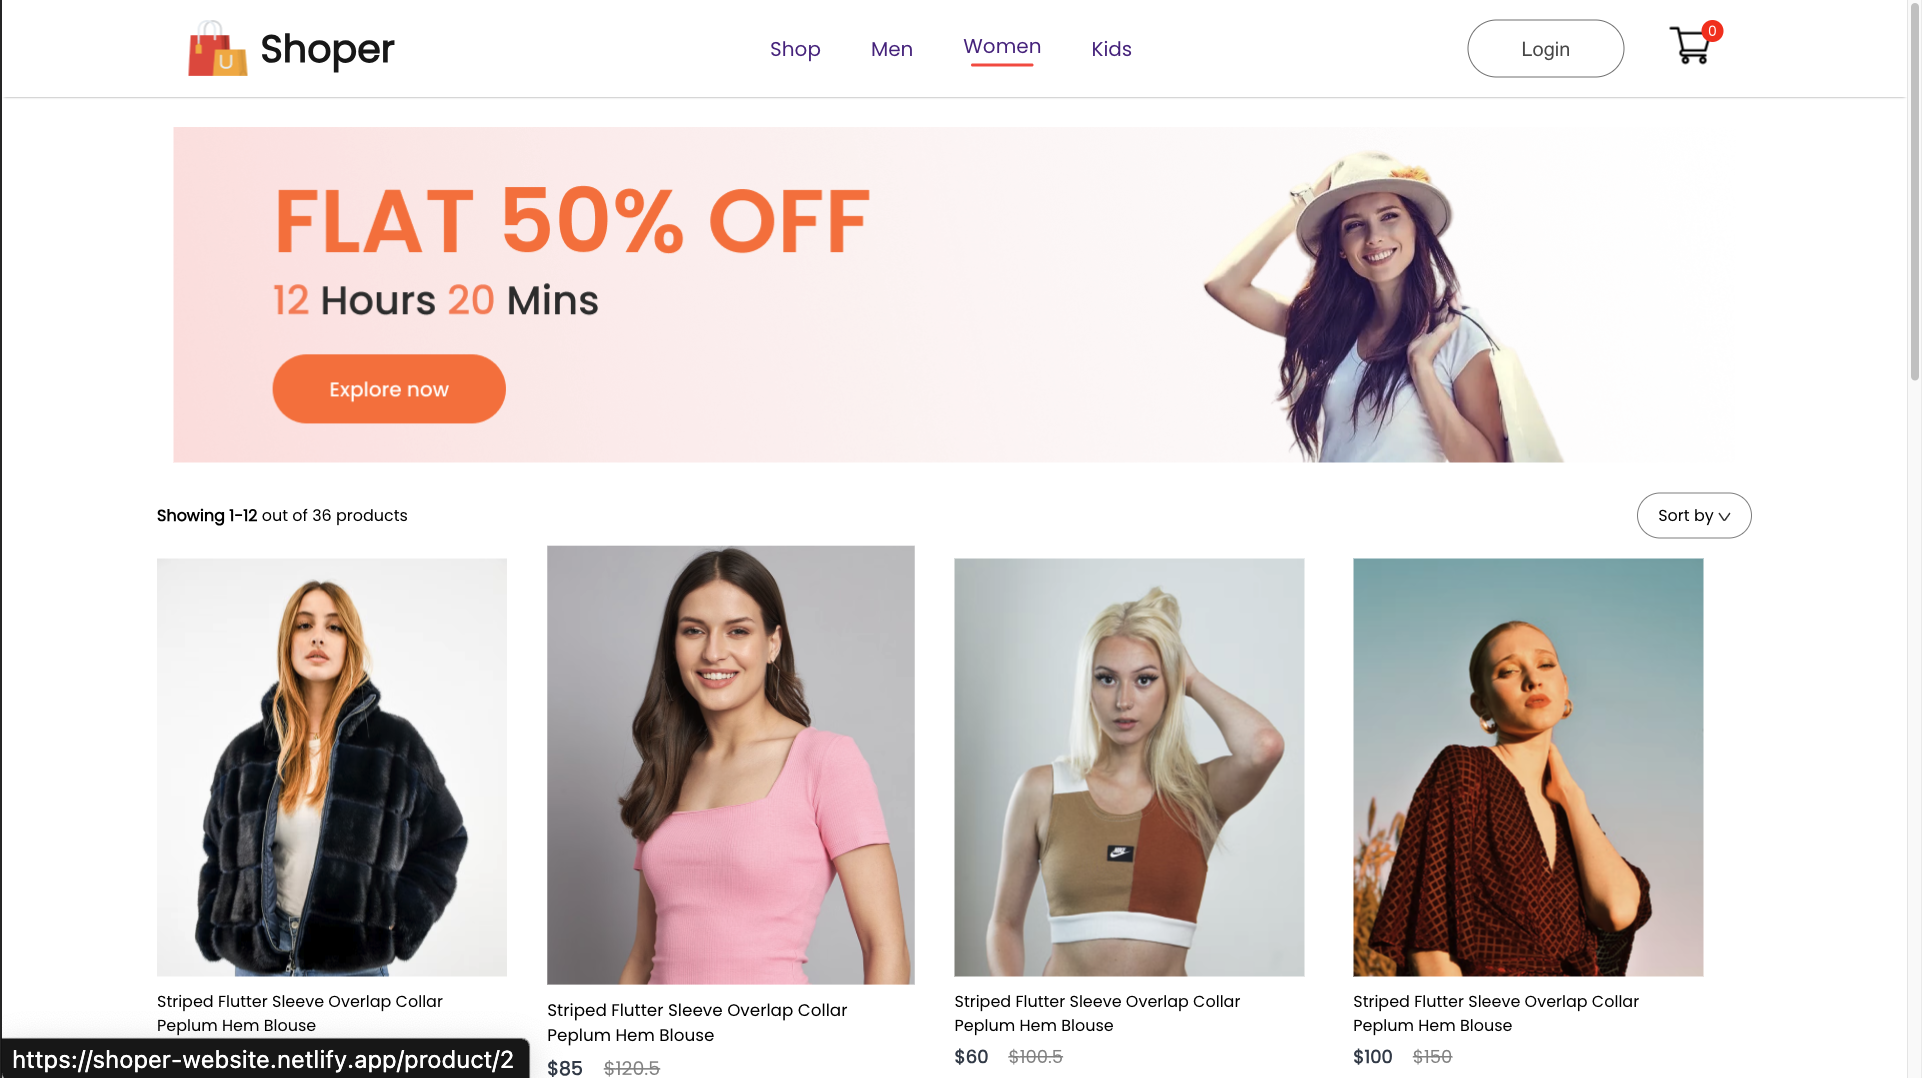 U
Shoper
Shop
Men
Women
Kids
Login
0
FLAT 50% OFF
12 Hours 20 Mins
Explore now
Showing 1-12 out of 36 products
Sort by
Striped Flutter Sleeve Overlap Collar
Peplum Hem Blouse
Striped Flutter Sleeve Overlap Collar
Peplum Hem Blouse
$85 $120.5
Striped Flutter Sleeve Overlap Collar
Peplum Hem Blouse
$60 $100.5
Striped Flutter Sleeve Overlap Collar
Peplum Hem Blouse
$100 $150
https://shoper-website.netlify.app/product/2